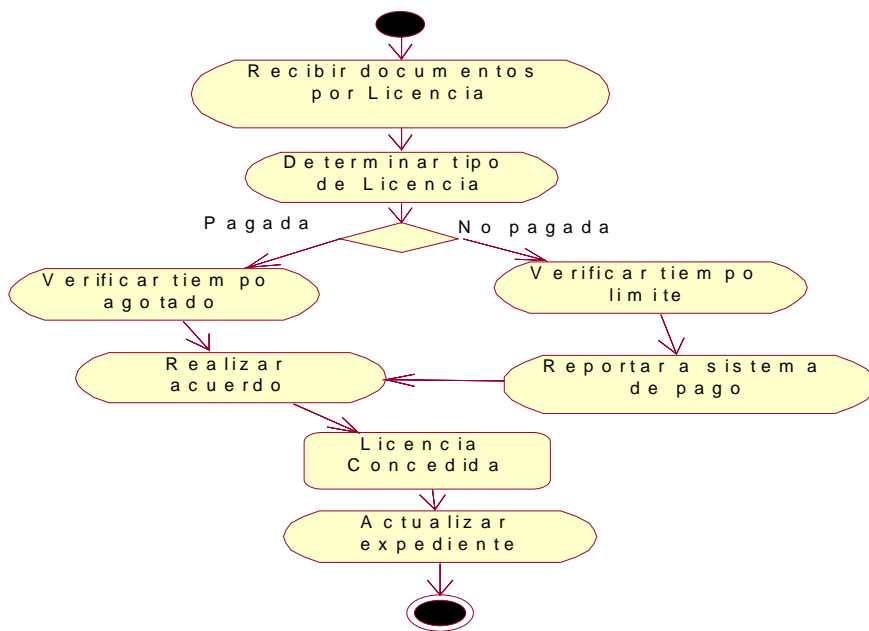 Recibir documentos
por Licencia
Determinar tipo
de Licencia
Pagada
No pagada
Verificar tiempo
agotado
Verificar tiempo
limite
Realizar
acuerdo
Reportar a sistema
de pago
Licencia
Concedida
Actualizar
expediente